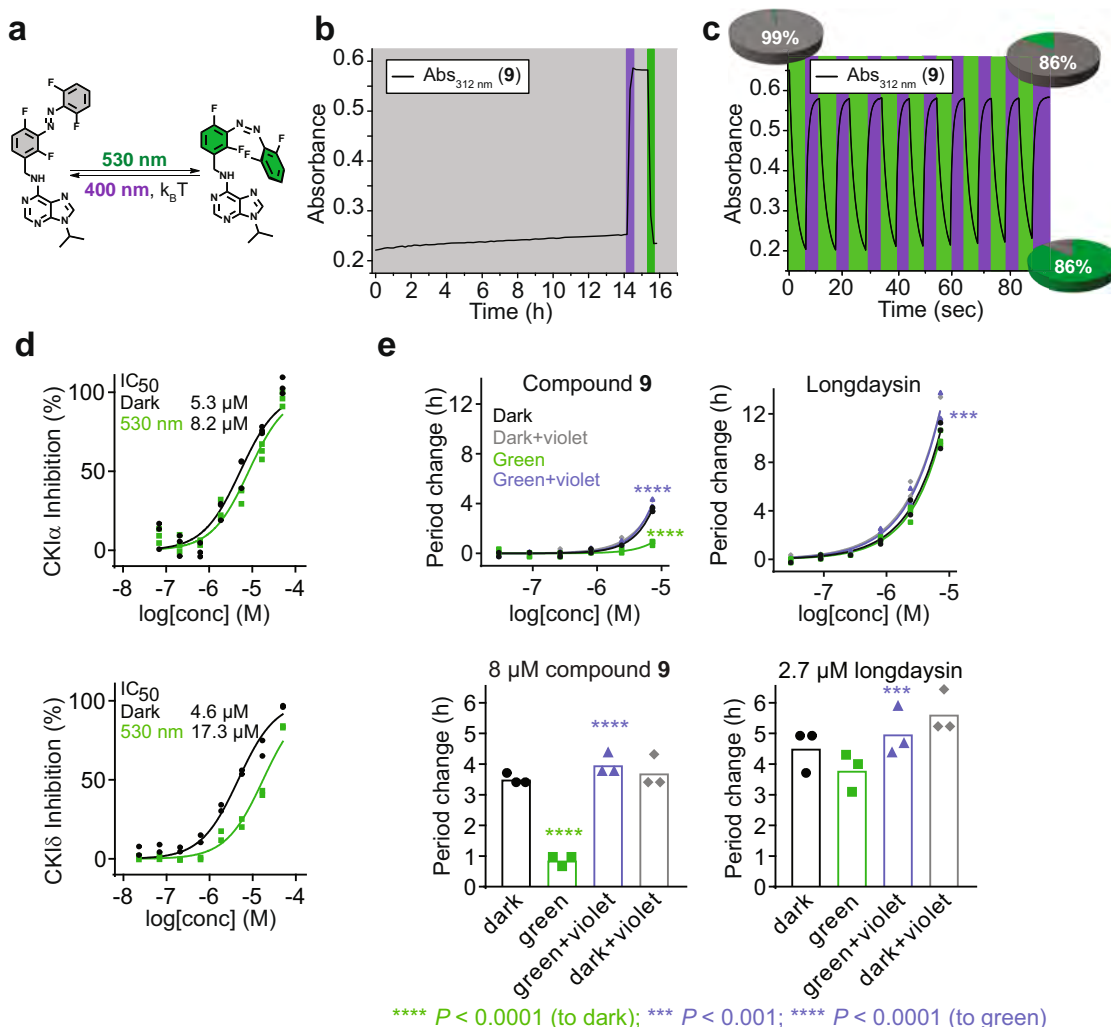 a
F
N
N
F
F
F
NH
N
N
N
N
530 nm
400 nm, kBT
F
N
N
F
F
F
NH
N
N
N
N
b
Absorbance
0.6
0.5
0.4
0.3
0.2
Abs312 nm (9)
0 2 4 6 8 10 12 14 16
Time (h)
c
99%
86%
86%
Absorbance
0.6
0.5
0.4
0.3
0.2
Abs312 nm (9)
0 20 40 60 80
Time (sec)
d
CKIα Inhibition (%)
100
50
0
IC50
Dark 5.3 µM
530 nm 8.2 µM
-8 -7 -6 -5 -4
log[conc] (M)
CKIδ Inhibition (%)
100
50
0
IC50
Dark 4.6 µM
530 nm 17.3 µM
-8 -7 -6 -5 -4
log[conc] (M)
e
Compound 9
Period change (h)
12
8
4
0
Dark
Dark+violet
Green
Green+violet
****
****
-7 -6 -5
log[conc] (M)
Longdaysin
Period change (h)
12
8
4
0
***
-7 -6 -5
log[conc] (M)
8 µM compound 9
Period change (h)
6
5
4
3
2
1
0
****
****
dark
green
green+violet
dark+violet
2.7 µM longdaysin
Period change (h)
6
5
4
3
2
1
0
***
dark
green
green+violet
dark+violet
**** P < 0.0001 (to dark); *** P < 0.001; **** P < 0.0001 (to green)